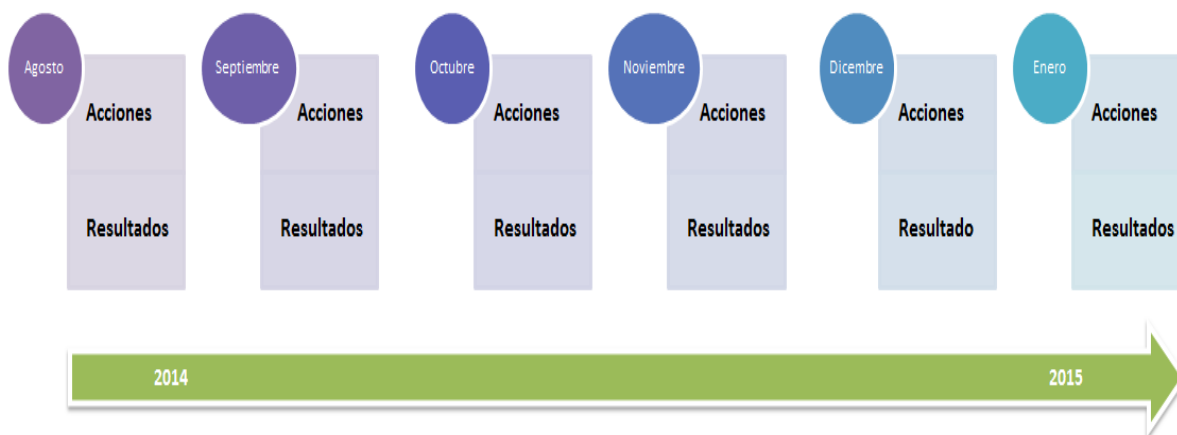 Agosto
Acciones
Resultados
Septiembre
Acciones
Resultados
Octubre
Acciones
Resultados
Noviembre
Acciones
Resultados
Dicembre
Acciones
Resultado
Enero
Acciones
Resultados
2014
2015